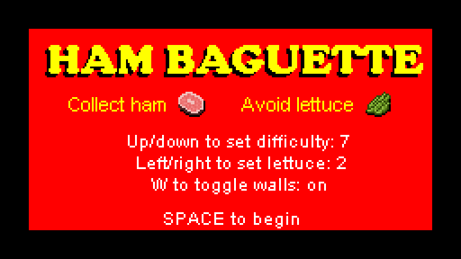 HAM BAGUETTE
Collect ham Avoid lettuce
Up/down to set difficulty: 7
Left/right to set lettuce: 2
W to toggle walls: on
SPACE to begin